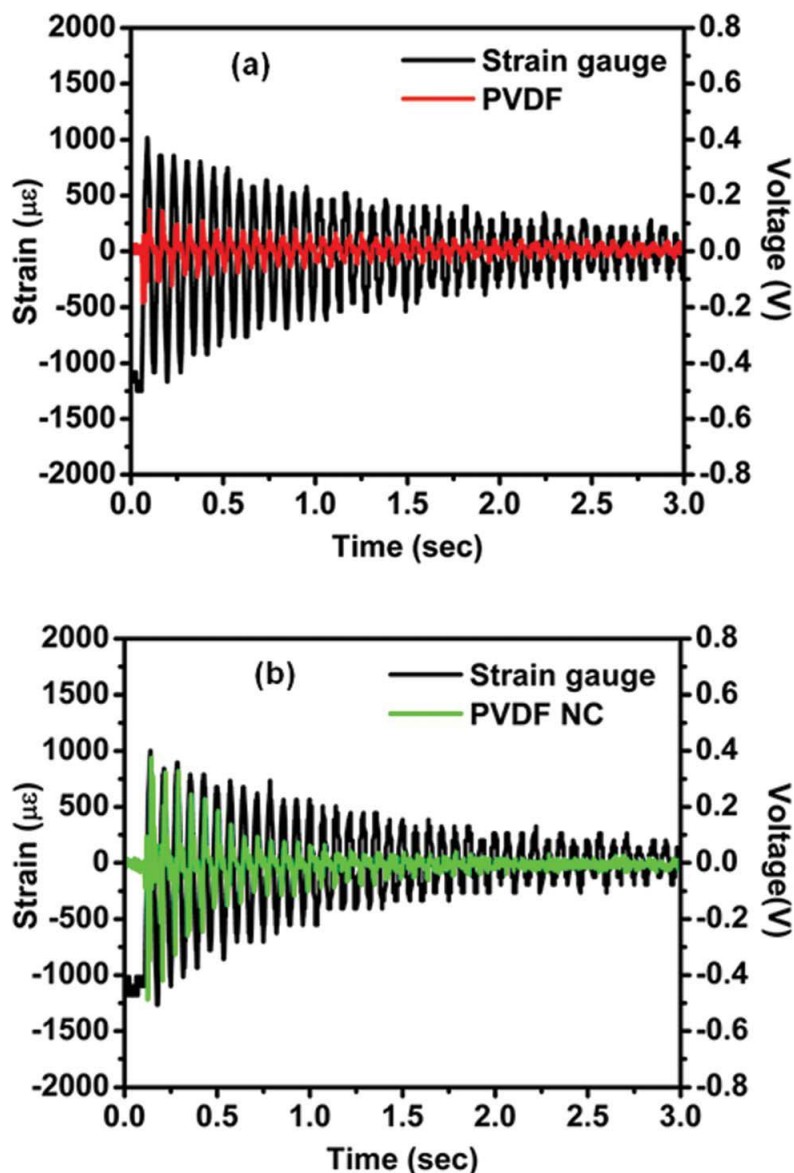 2000
1500
1000
500
0
-500
-1000
-1500
-2000
Strain (με)
(a)
Strain gauge
PVDF
0.8
0.6
0.4
0.2
0.0
-0.2
-0.4
-0.6
-0.8
Voltage (V)
0.0 0.5 1.0 1.5 2.0 2.5 3.0
Time (sec)
2000
1500
1000
500
0
-500
-1000
-1500
-2000
Strain (με)
(b)
Strain gauge
PVDF NC
0.8
0.6
0.4
0.2
0.0
-0.2
-0.4
-0.6
-0.8
Voltage(V)
0.0 0.5 1.0 1.5 2.0 2.5 3.0
Time (sec)